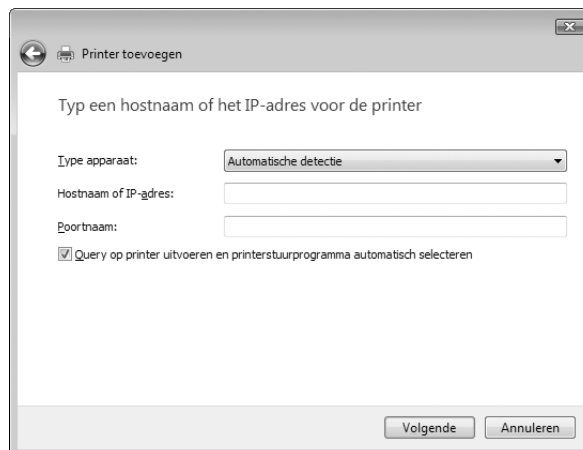 Printer toevoegen
Typ een hostnaam of het IP-adres voor de printer
Type apparaat: Automatische detectie
Hostnaam of IP-adres:
Poortnaam:
Query op printer uitvoeren en printerstuurprogramma automatisch selecteren
Volgende Annuleren